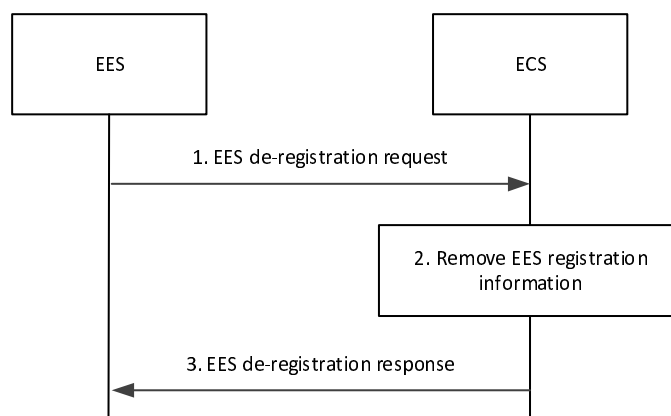 EES
ECS
1. EES de-registration request
2. Remove EES registration
information
3. EES de-registration response